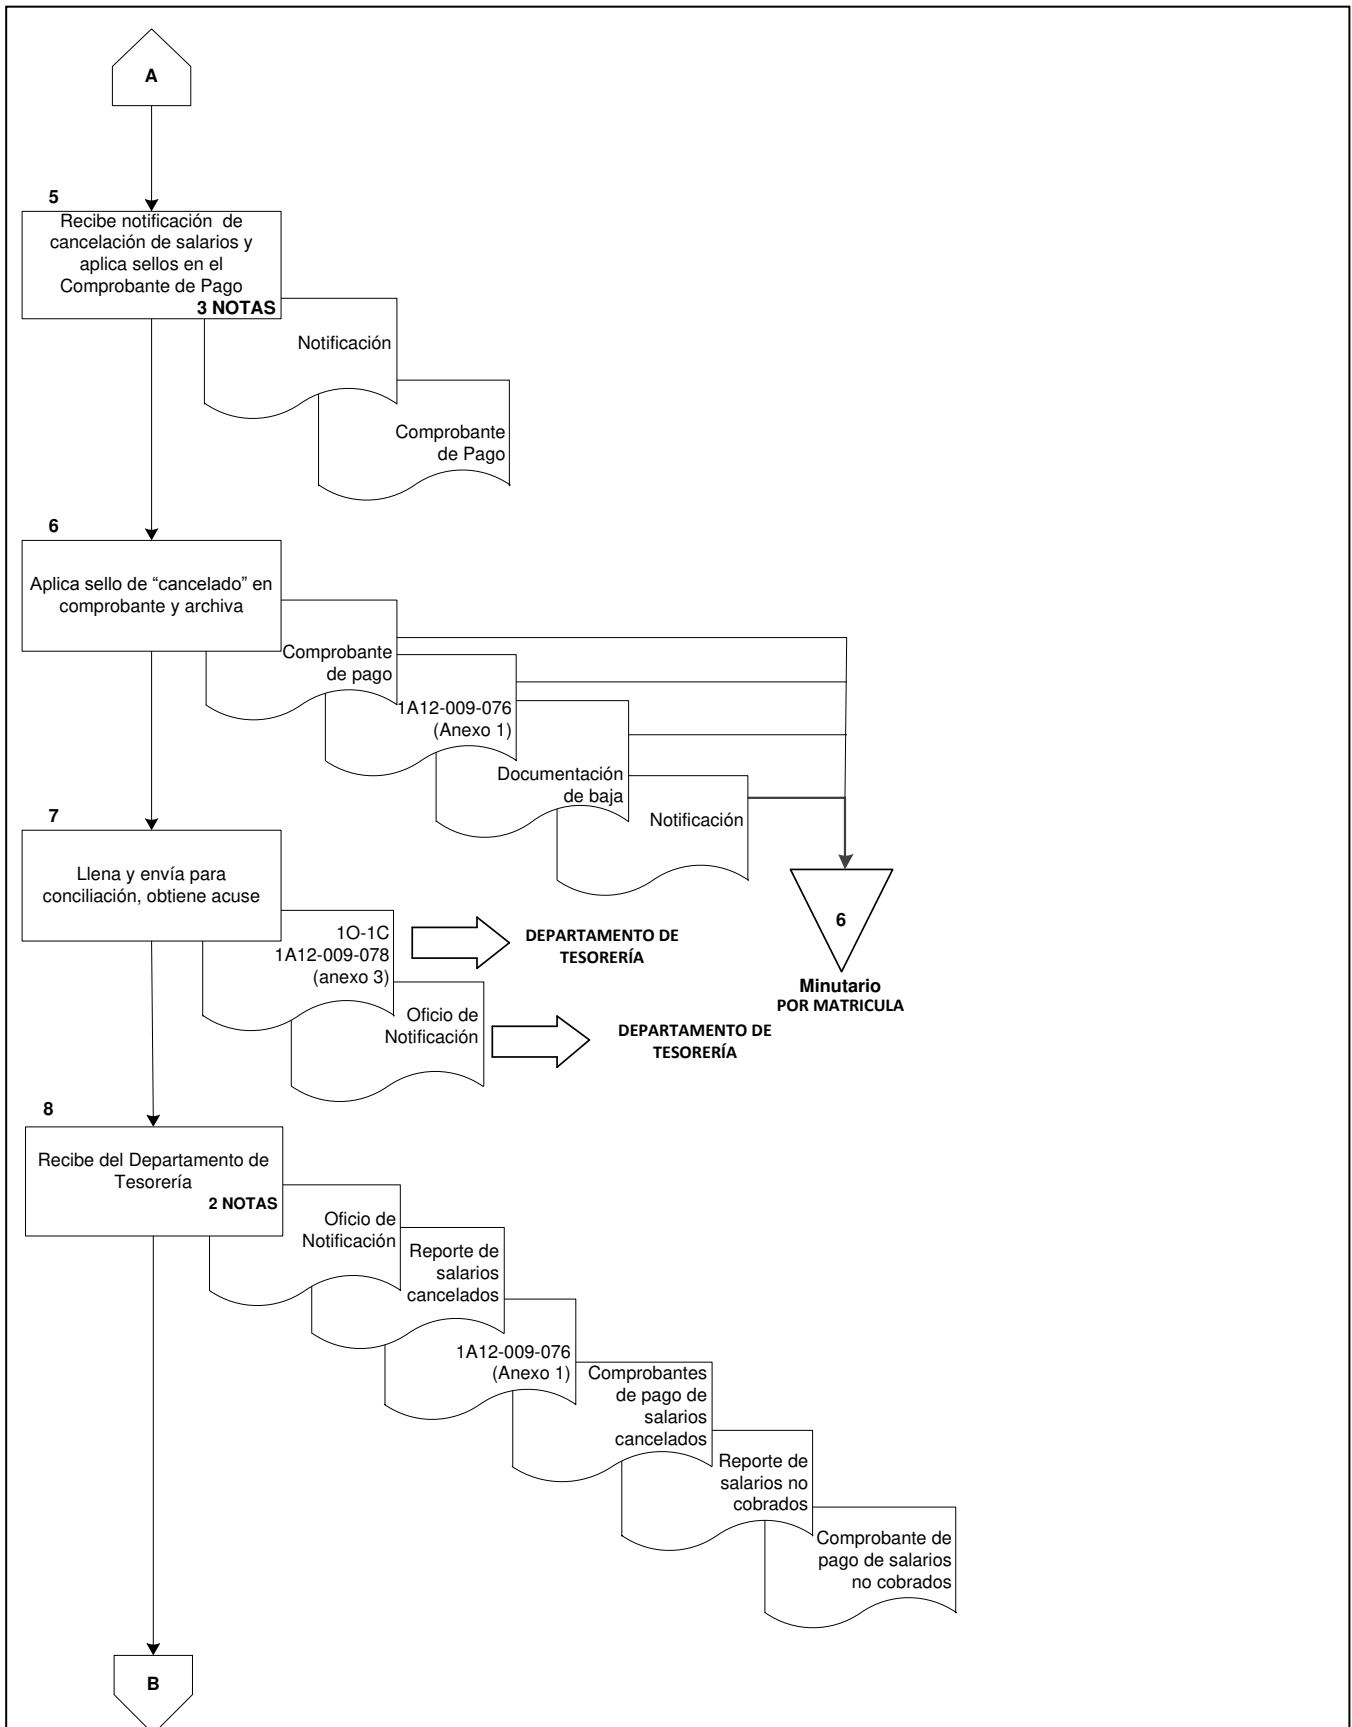 A
5
Recibe notificación de
cancelación de salarios y
aplica sellos en el
Comprobante de Pago
3 NOTAS
Notificación
Comprobante
de Pago
6
Aplica sello de “cancelado” en
comprobante y archiva
Comprobante
de pago
1A12-009-076
(Anexo 1)
Documentación
de baja
Notificación
6
Minutario
POR MATRICULA
7
Llena y envía para
conciliación, obtiene acuse
1O-1C
1A12-009-078
(anexo 3)
DEPARTAMENTO DE
TESORERÍA
Oficio de
Notificación
DEPARTAMENTO DE
TESORERÍA
8
Recibe del Departamento de
Tesorería
2 NOTAS
Oficio de
Notificación
Reporte de
salarios
cancelados
1A12-009-076
(Anexo 1)
Comprobantes
de pago de
salarios
cancelados
Reporte de
salarios no
cobrados
Comprobante de
pago de salarios
no cobrados
B